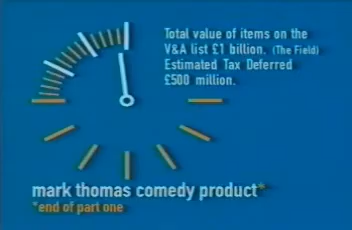 Total value of items on the
V&A list £1 billion. (The Field)
Estimated Tax Deferred
£500 million.
mark thomas comedy product*
*end of part one